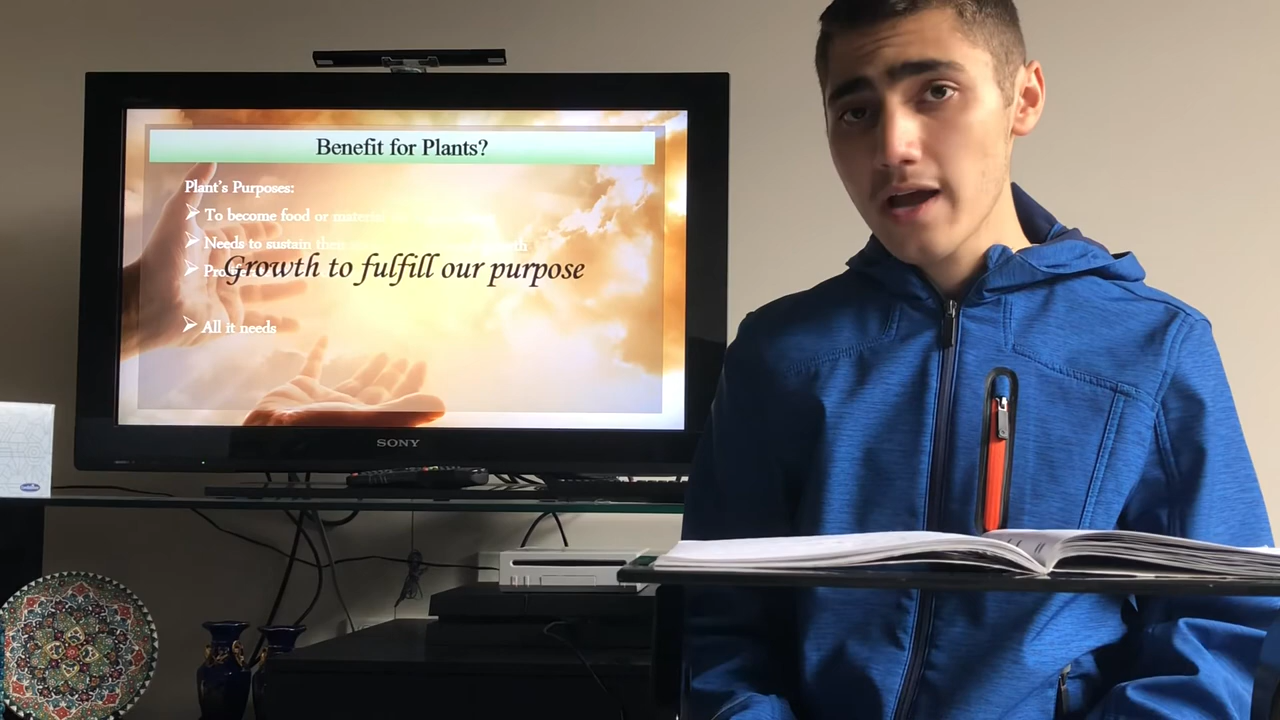 Benefit for Plants?
Plant's Purposes:
To become food or material
Needs to sustain
Growth to fulfill our purpose
All it needs
SONY